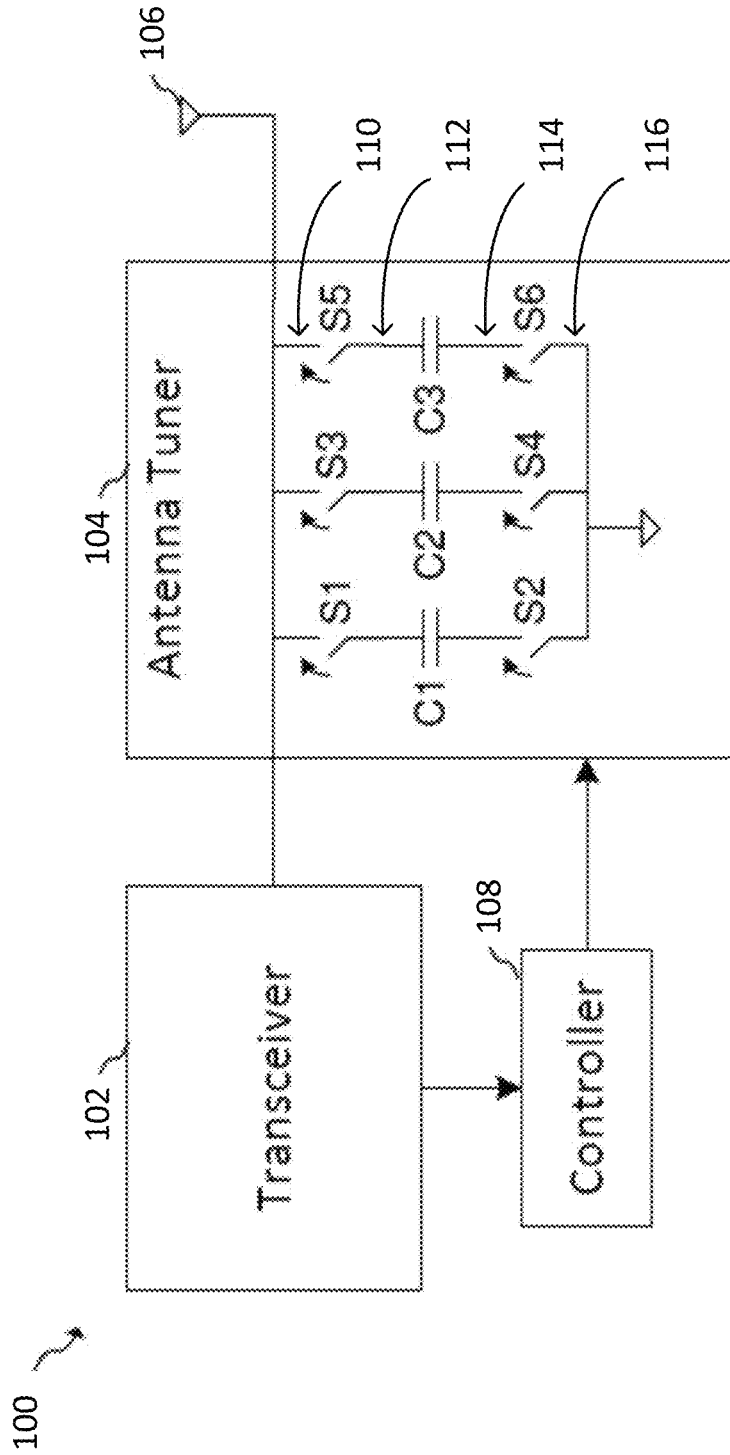 100
102
Transceiver
108
Controller
104
Antenna Tuner
106
S1
S3
S5
C1
C2
C3
S2
S4
S6
110
112
114
116